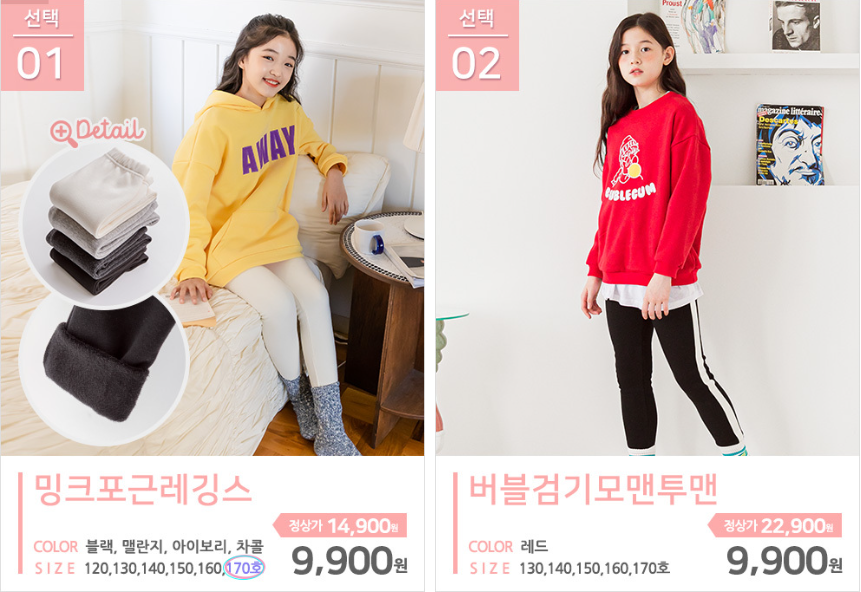 선택
01
Detail
AWAY
밍크포근레깅스
정상가 14,900원
COLOR 블랙, 맬란지, 아이보리, 차콜
9,900원
SIZE 120,130,140,150,160,170호
선택
02
magazine littéraire.
Descartes
BUBLEGUM
버블검기모맨투맨
정상가 22,900원
COLOR 레드
9,900원
SIZE 130,140,150,160,170호